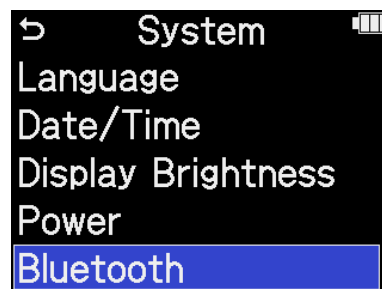 System
Language
Date/Time
Display Brightness
Power
Bluetooth